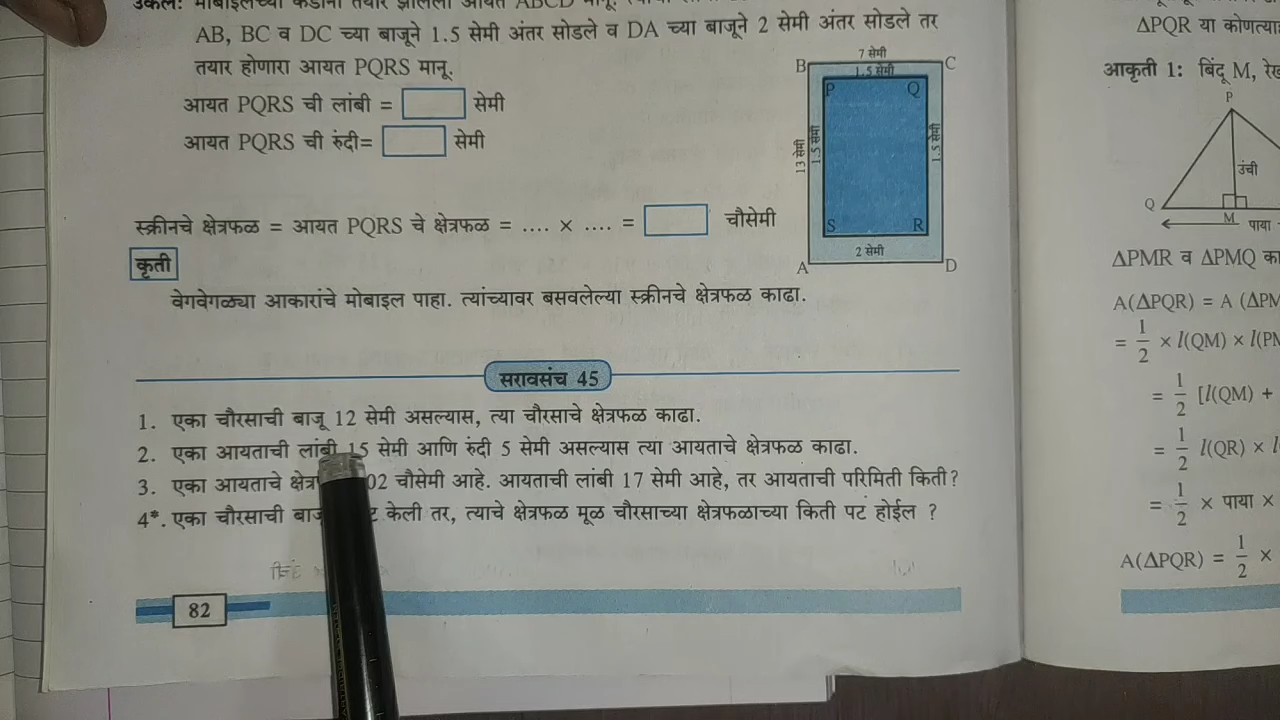 AB, BC व DC च्या बाजूने 1.5 सेमी अंतर सोडले व DA च्या बाजूने 2 सेमी अंतर सोडले तर
तयार होणारा आयत PQRS मानू.
आयत PQRS ची लांबी = सेमी
आयत PQRS ची रुंदी= सेमी
स्क्रीनचे क्षेत्रफळ = आयत PQRS चे क्षेत्रफळ = .... × .... = चौसेमी
7 सेमी
B C
1.5 सेमी
P Q
13 सेमी 1.5 सेमी 1.5 सेमी
S R
2 सेमी
A D
कृती
वेगवेगळ्या आकारांचे मोबाइल पाहा. त्यांच्यावर बसवलेल्या स्क्रीनचे क्षेत्रफळ काढा.
सरावसंच 45
1. एका चौरसाची बाजू 12 सेमी असल्यास, त्या चौरसाचे क्षेत्रफळ काढा.
2. एका आयताची लांबी 15 सेमी आणि रुंदी 5 सेमी असल्यास त्या आयताचे क्षेत्रफळ काढा.
3. एका आयताचे 02 चौसेमी आहे. आयताची लांबी 17 सेमी आहे, तर आयताची परिमिती किती?
4*. एका चौरसाची केली तर, त्याचे क्षेत्रफळ मूळ चौरसाच्या क्षेत्रफळाच्या किती पट होईल ?
82
ΔPQR या
आकृती 1: बिंदू M,
P
उंची
Q
M पाया
ΔPMR व ΔPMQ
A(ΔPQR) = A
= 1/2 × l(QM) ×
= 1/2 [l(QM) +
= 1/2 l(QR) ×
= 1/2 × पाया ×
A(ΔPQR) = 1/2 ×